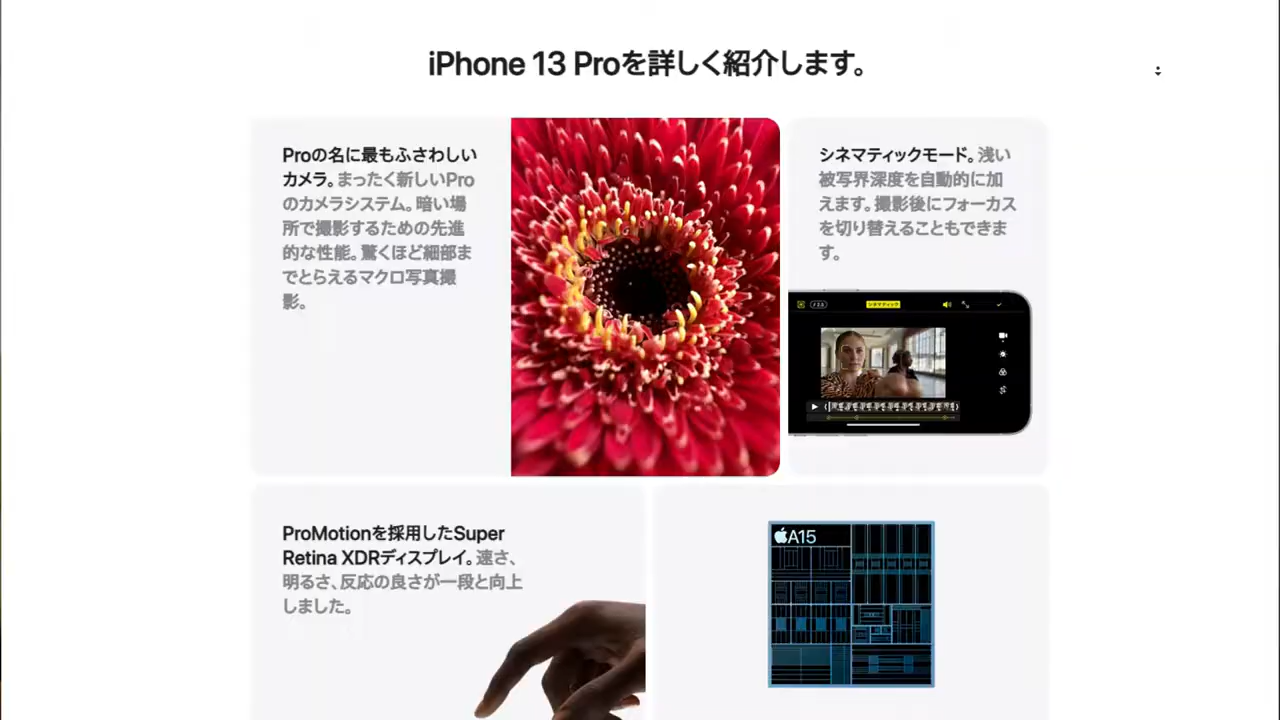 iPhone 13 Proを詳しく紹介します。
Proの名に最もふさわしい
カメラ。まったく新しいPro
のカメラシステム。暗い場
所で撮影するための先進
的な性能。驚くほど細部ま
でとらえるマクロ写真撮
影。
シネマティックモード。浅い
被写界深度を自動的に加
えます。撮影後にフォーカス
を切り替えることもできま
す。
シネマティック
ProMotionを採用したSuper
Retina XDRディスプレイ。速さ、
明るさ、反応の良さが一段と向上
しました。
A15